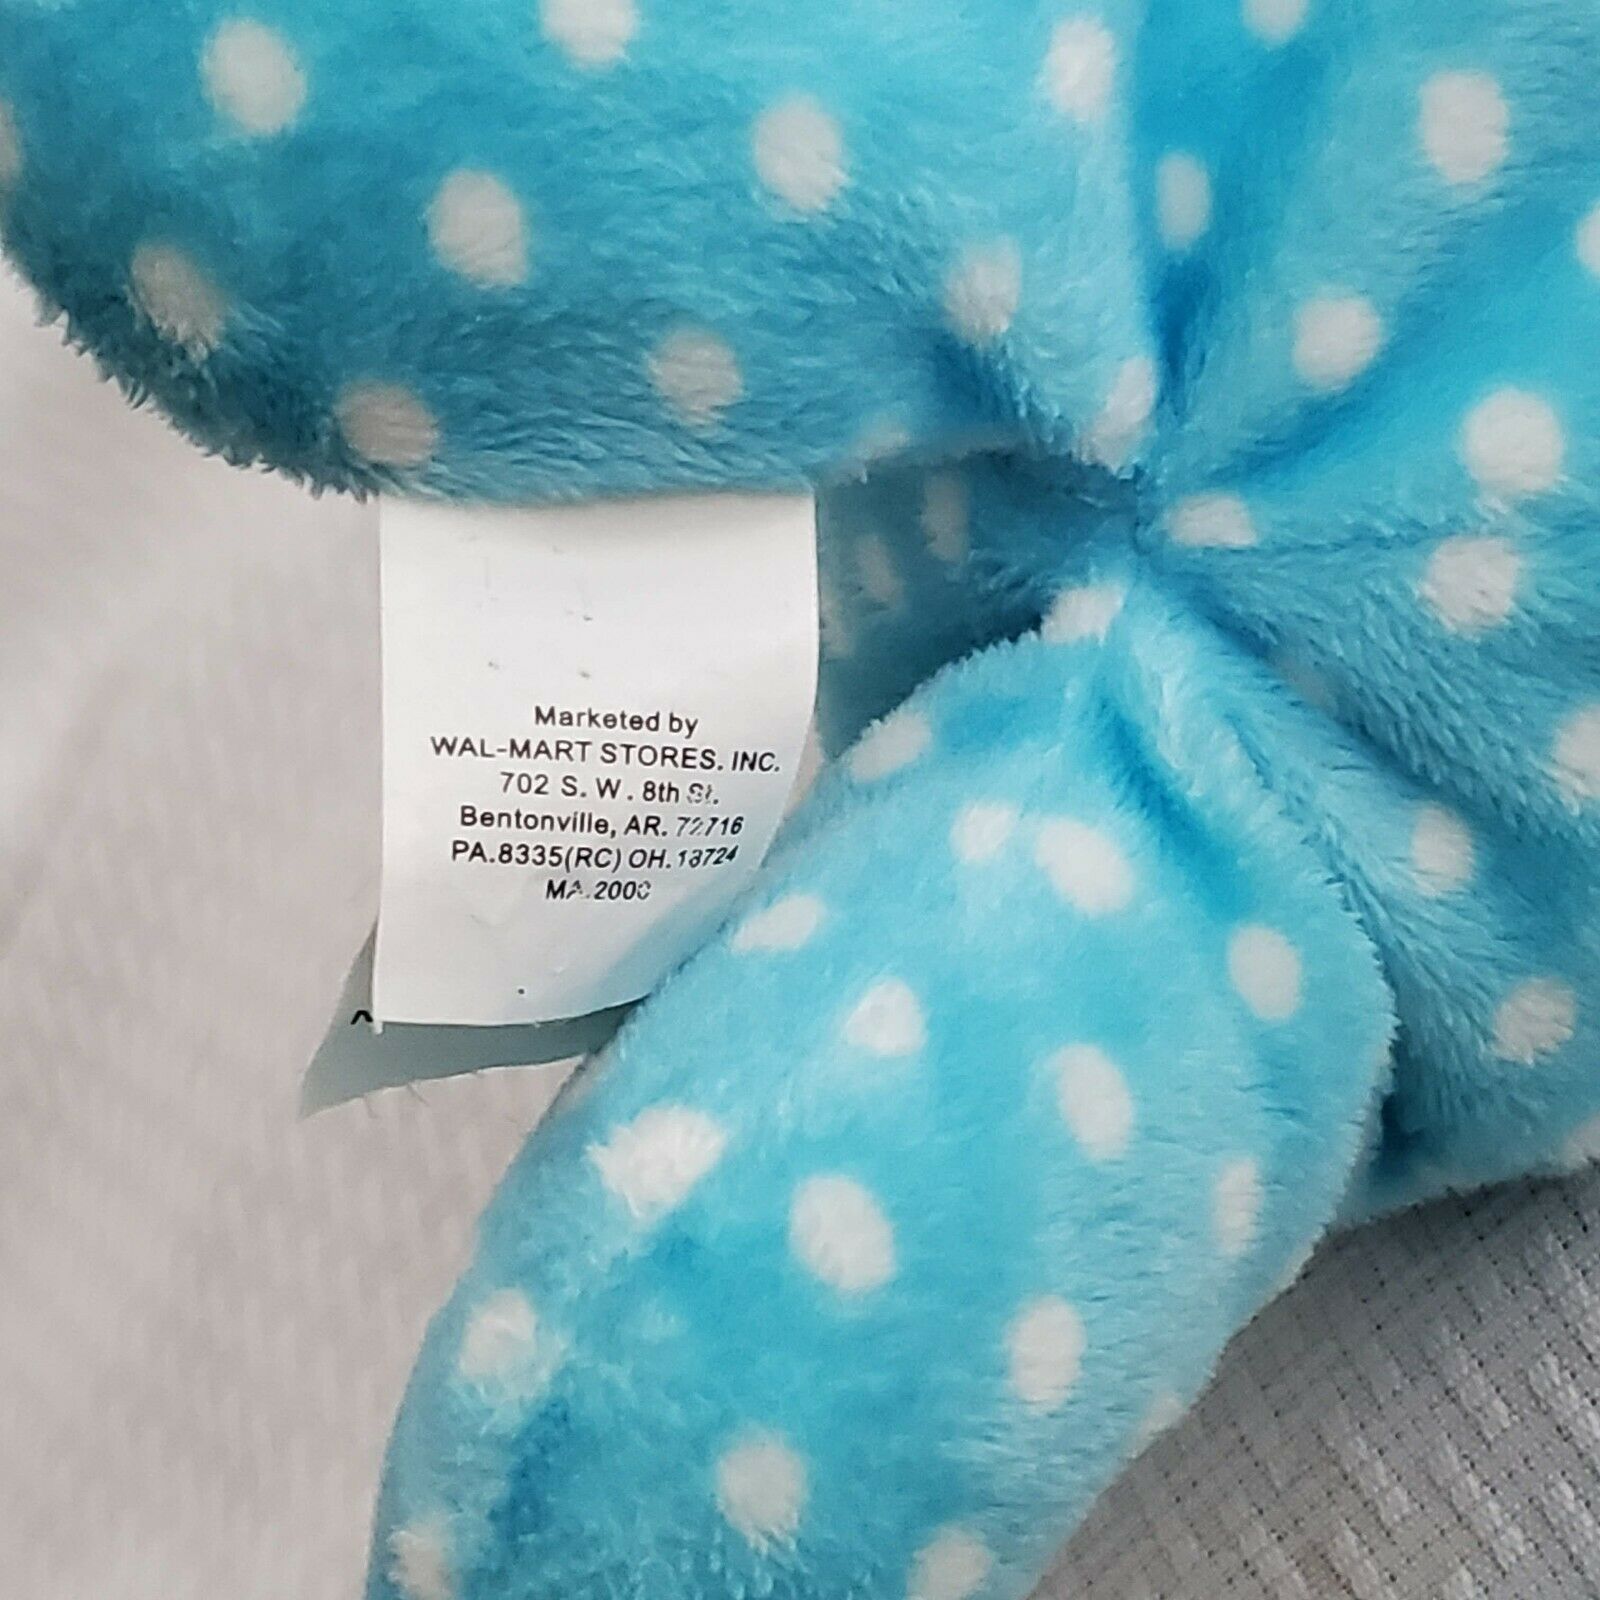 Marketed by
WAL-MART STORES. INC.
702 S. W. 8th St.
Bentonville, AR. 72716
PA.8335(RC) OH.18724
MA.2000